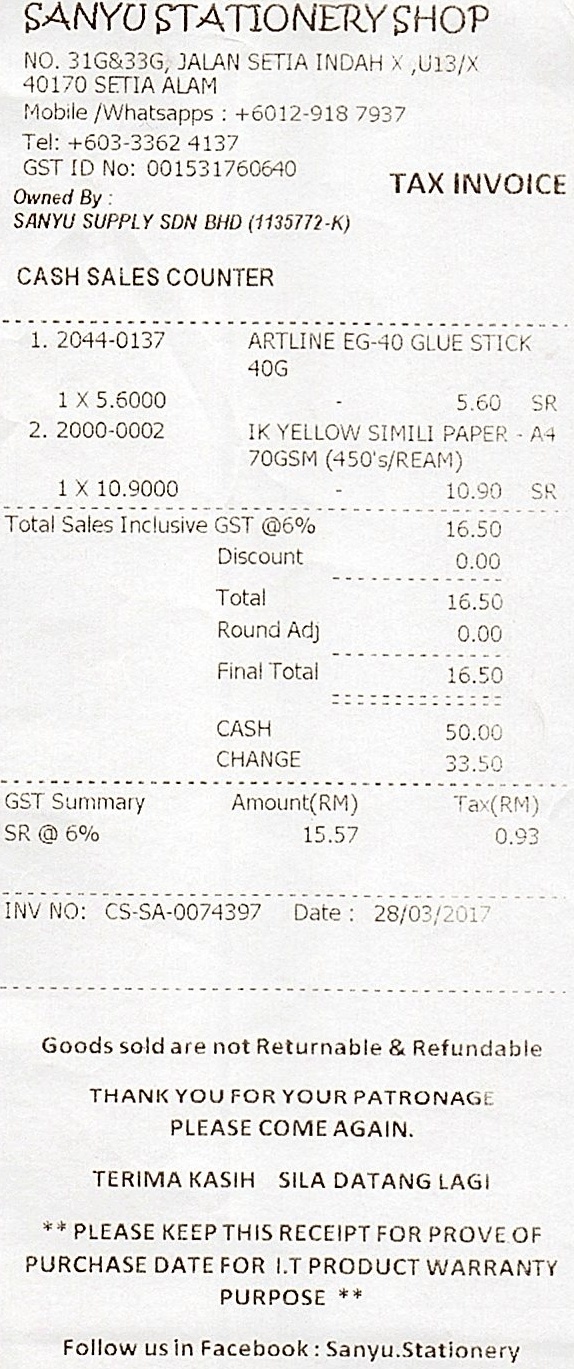 SANYU STATIONERY SHOP
NO. 31G&33G, JALAN SETIA INDAH X ,U13/X
40170 SETIA ALAM
Mobile /Whatsapps : +6012-918 7937
Tel: +603-3362 4137
GST ID No: 001531760640
TAX INVOICE
Owned By :
SANYU SUPPLY SDN BHD (1135772-K)
CASH SALES COUNTER
1. 2044-0137 ARTLINE EG-40 GLUE STICK
40G
1 X 5.6000 - 5.60 SR
2. 2000-0002 IK YELLOW SIMILI PAPER - A4
70GSM (450's/REAM)
1 X 10.9000 - 10.90 SR
Total Sales Inclusive GST @6% 16.50
Discount 0.00
Total 16.50
Round Adj 0.00
Final Total 16.50
CASH 50.00
CHANGE 33.50
GST Summary Amount(RM) Tax(RM)
SR @ 6% 15.57 0.93
INV NO: CS-SA-0074397 Date : 28/03/2017
Goods sold are not Returnable & Refundable
THANK YOU FOR YOUR PATRONAGE
PLEASE COME AGAIN.
TERIMA KASIH SILA DATANG LAGI
** PLEASE KEEP THIS RECEIPT FOR PROVE OF
PURCHASE DATE FOR I.T PRODUCT WARRANTY
PURPOSE **
Follow us in Facebook : Sanyu.Stationery